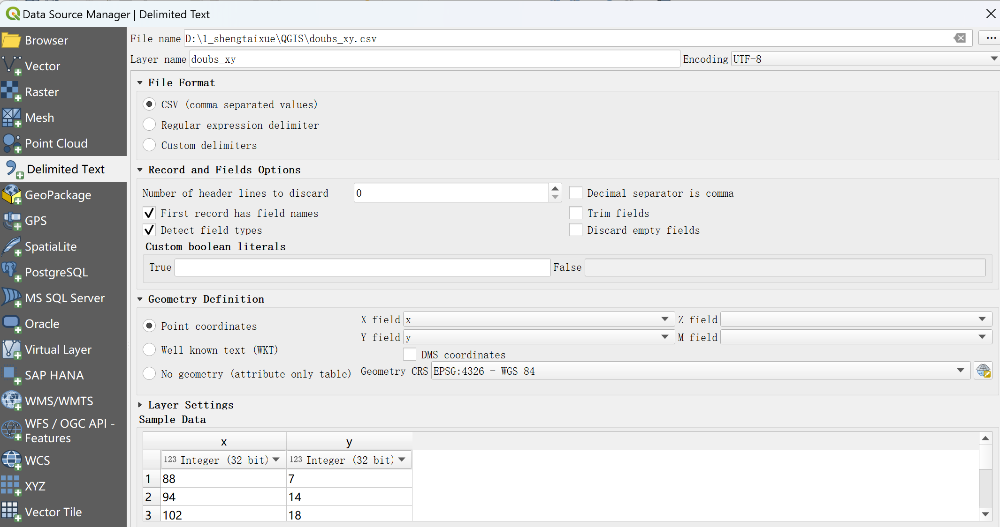 Data Source Manager | Delimited Text
Browser
Vector
Raster
Mesh
Point Cloud
Delimited Text
GeoPackage
GPS
SpatiaLite
PostgreSQL
MS SQL Server
Oracle
Virtual Layer
SAP HANA
WMS/WMTS
WFS / OGC API -
Features
WCS
XYZ
Vector Tile
File name D:\1_shengtaixue\QGIS\doubs_xy.csv ...
Layer name doubs_xy Encoding UTF-8
File Format
CSV (comma separated values)
Regular expression delimiter
Custom delimiters
Record and Fields Options
Number of header lines to discard 0 Decimal separator is comma
First record has field names Trim fields
Detect field types Discard empty fields
Custom boolean literals
True False
Geometry Definition
Point coordinates X field x Z field
Y field y M field
Well known text (WKT) DMS coordinates
No geometry (attribute only table) Geometry CRS EPSG:4326 - WGS 84
Layer Settings
Sample Data
x y
123 Integer (32 bit) 123 Integer (32 bit)
1 88 7
2 94 14
3 102 18